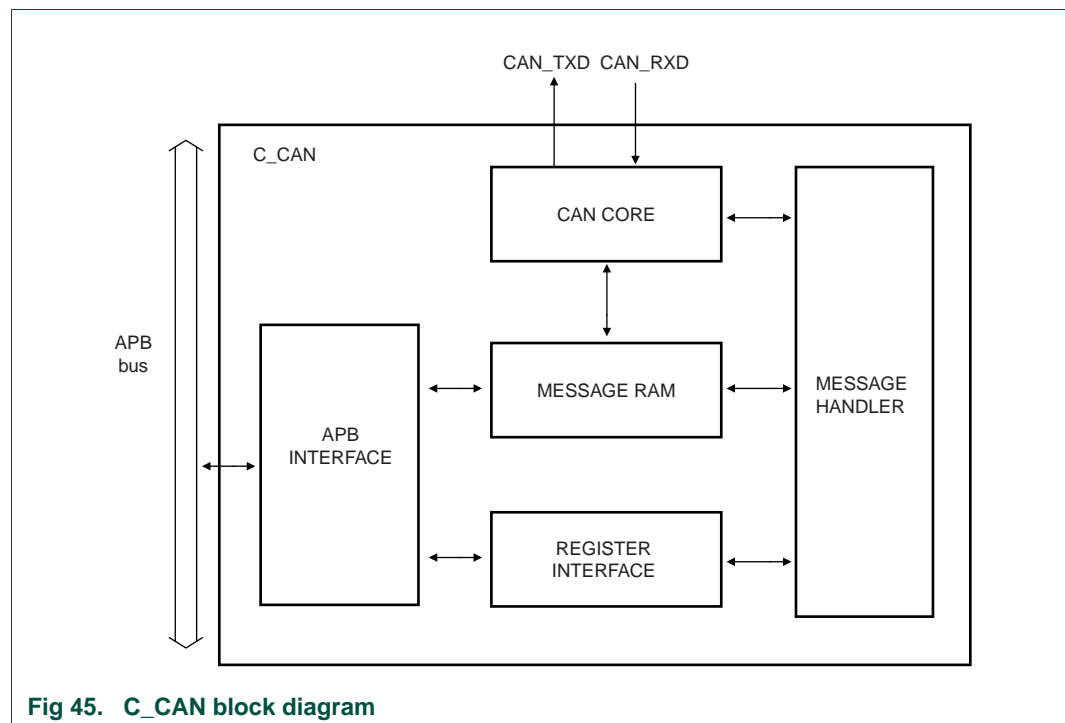 CAN_TXD CAN_RXD
C_CAN
CAN CORE
APB
bus
APB
INTERFACE
MESSAGE RAM
MESSAGE
HANDLER
REGISTER
INTERFACE
Fig 45. C_CAN block diagram